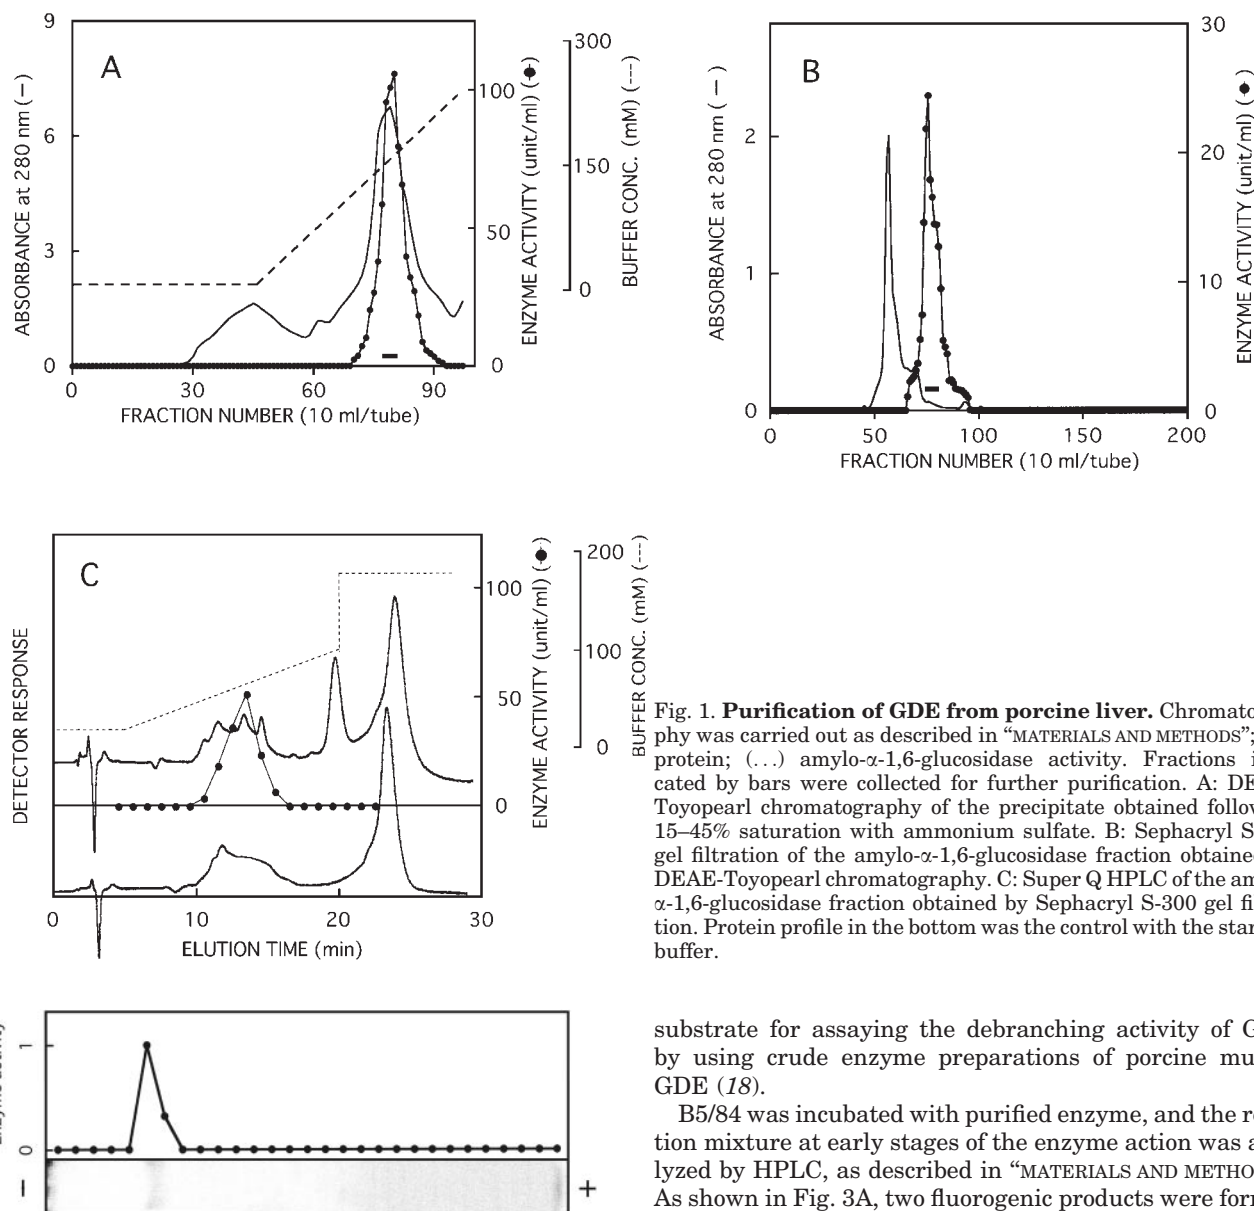 A
9
6
3
0
ABSORBANCE at 280 nm (—)
0 30 60 90
FRACTION NUMBER (10 ml/tube)
100
50
0
ENZYME ACTIVITY (unit/ml) (-●-)
300
150
0
BUFFER CONC. (mM) (---)
B
2
1
0
ABSORBANCE at 280 nm (—)
0 50 100 150 200
FRACTION NUMBER (10 ml/tube)
30
20
10
0
ENZYME ACTIVITY (unit/ml) (-●-)
C
DETECTOR RESPONSE
0 10 20 30
ELUTION TIME (min)
100
50
0
ENZYME ACTIVITY (unit/ml) (-●-)
200
100
0
BUFFER CONC. (mM) (---)
Fig. 1. Purification of GDE from porcine liver. Chromato
phy was carried out as described in “MATERIALS AND METHODS”;
protein; (...) amylo-α-1,6-glucosidase activity. Fractions i
cated by bars were collected for further purification. A: DE
Toyopearl chromatography of the precipitate obtained follow
15–45% saturation with ammonium sulfate. B: Sephacryl S
gel filtration of the amylo-α-1,6-glucosidase fraction obtaine
DEAE-Toyopearl chromatography. C: Super Q HPLC of the am
α-1,6-glucosidase fraction obtained by Sephacryl S-300 gel fi
tion. Protein profile in the bottom was the control with the star
buffer.
1
0
− +
substrate for assaying the debranching activity of G
by using crude enzyme preparations of porcine mu
GDE (18).
B5/84 was incubated with purified enzyme, and the re
tion mixture at early stages of the enzyme action was a
lyzed by HPLC, as described in “MATERIALS AND METHO
As shown in Fig. 3A, two fluorogenic products were form